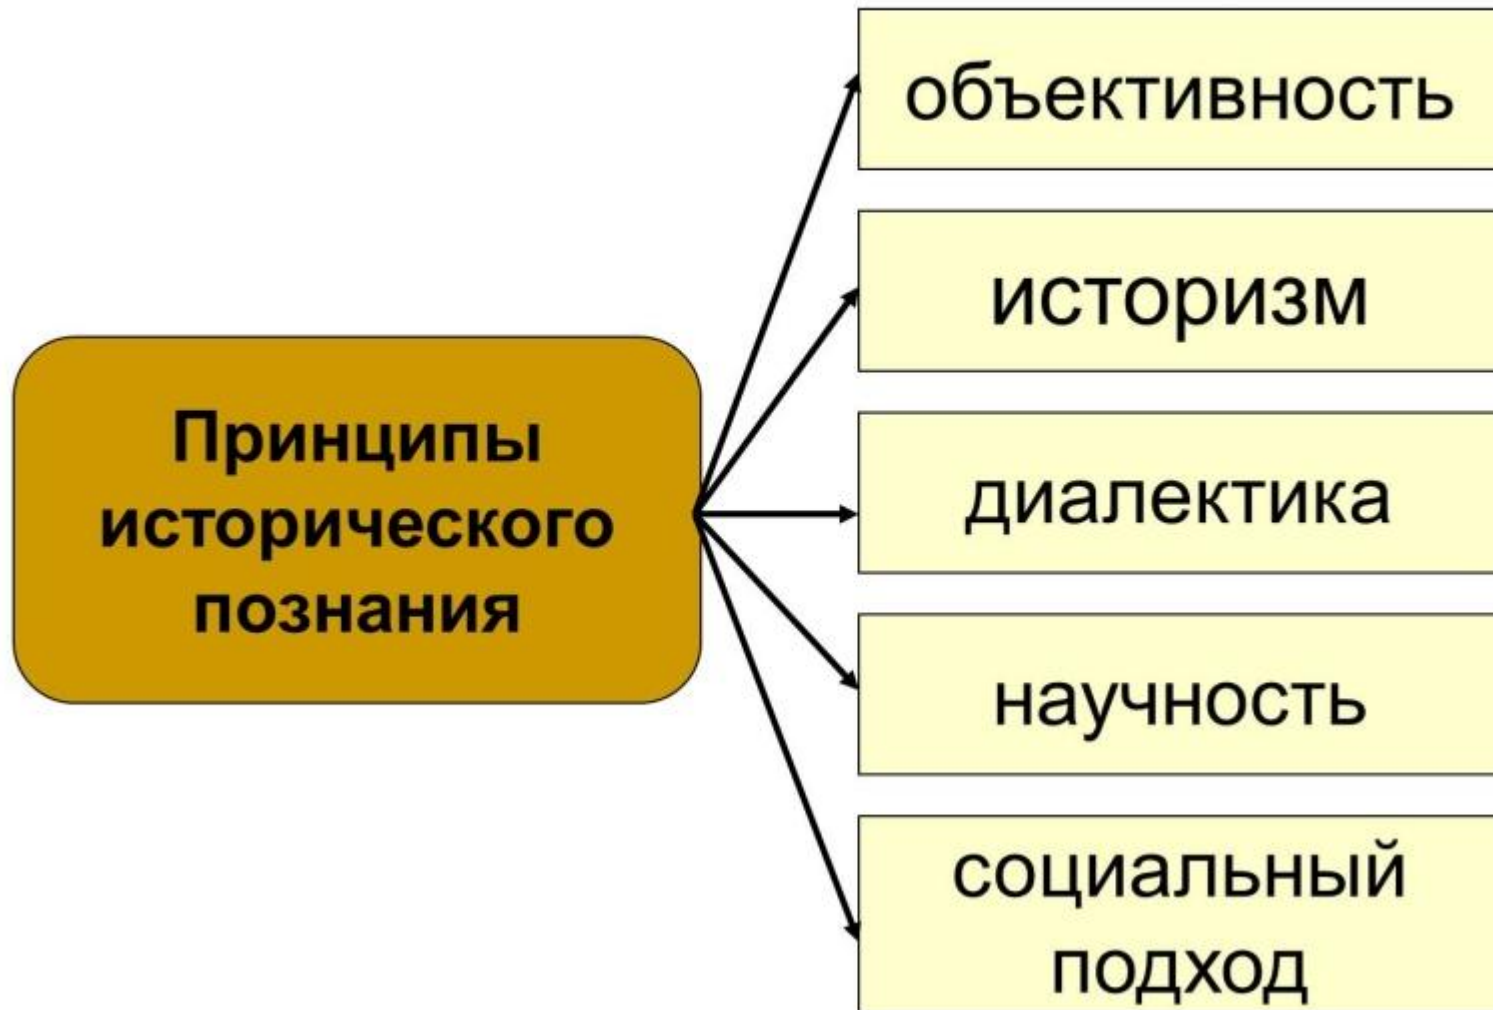 Принципы
исторического
познания
объективность
историзм
диалектика
научность
социальный
подход